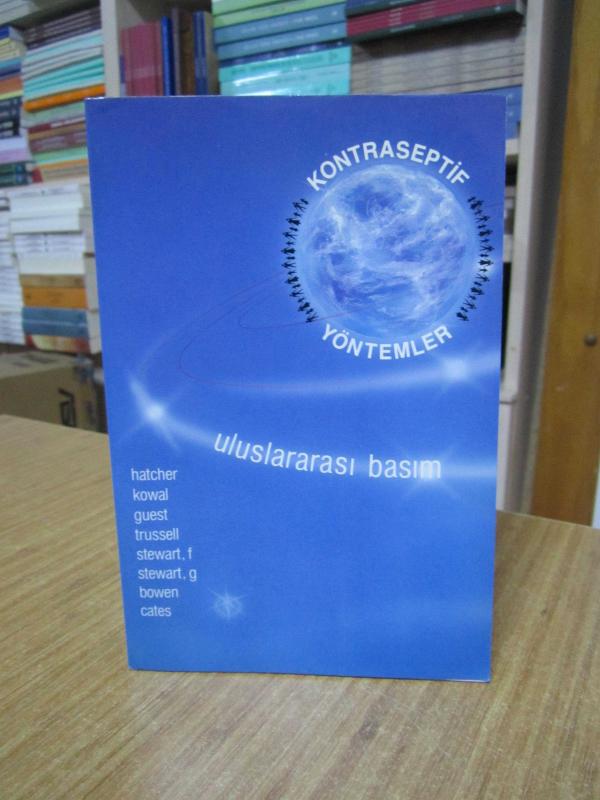 KONTRASEPTİF
YÖNTEMLER
uluslararası basım
hatcher
kowal
guest
trussell
stewart, f
stewart, g
bowen
cates